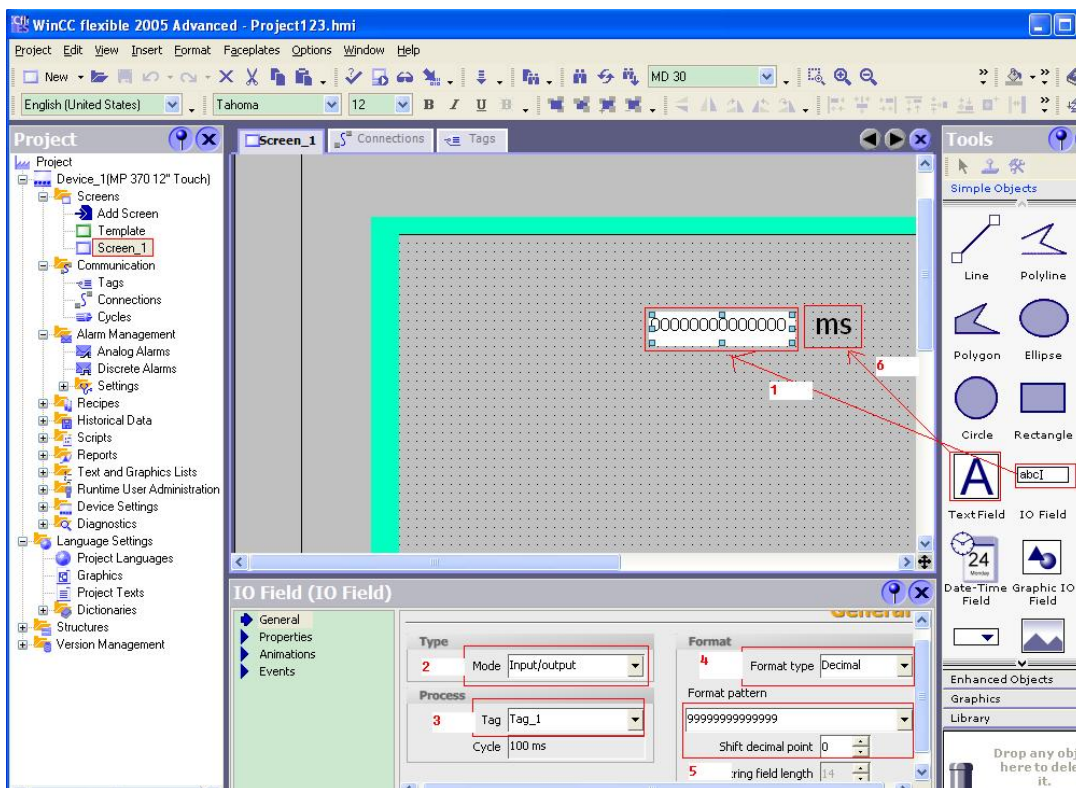 WinCC flexible 2005 Advanced - Project123.hmi
Project Edit View Insert Format Faceplates Options Window Help
New MD 30
English (United States) Tahoma 12 B I U B
Project
Project
Device_1(MP 370 12" Touch)
Screens
Add Screen
Template
Screen_1
Communication
Tags
Connections
Cycles
Alarm Management
Analog Alarms
Discrete Alarms
Settings
Recipes
Historical Data
Scripts
Reports
Text and Graphics Lists
Runtime User Administration
Device Settings
Diagnostics
Language Settings
Project Languages
Graphics
Project Texts
Dictionaries
Structures
Version Management
Screen_1 Connections Tags
00000000000000 ms
6
1
IO Field (IO Field)
General
Properties
Animations
Events
General
Type
2 Mode Input/output
Process
3 Tag Tag_1
Cycle 100 ms
Format
4 Format type Decimal
Format pattern
99999999999999
Shift decimal point 0
5 ring field length 14
Tools
Simple Objects
Line Polyline
Polygon Ellipse
Circle Rectangle
A abcI
TextField IO Field
24
Monday
Date-Time Field Graphic IO Field
Enhanced Objects
Graphics
Library
Drop any obj
here to dele
it.